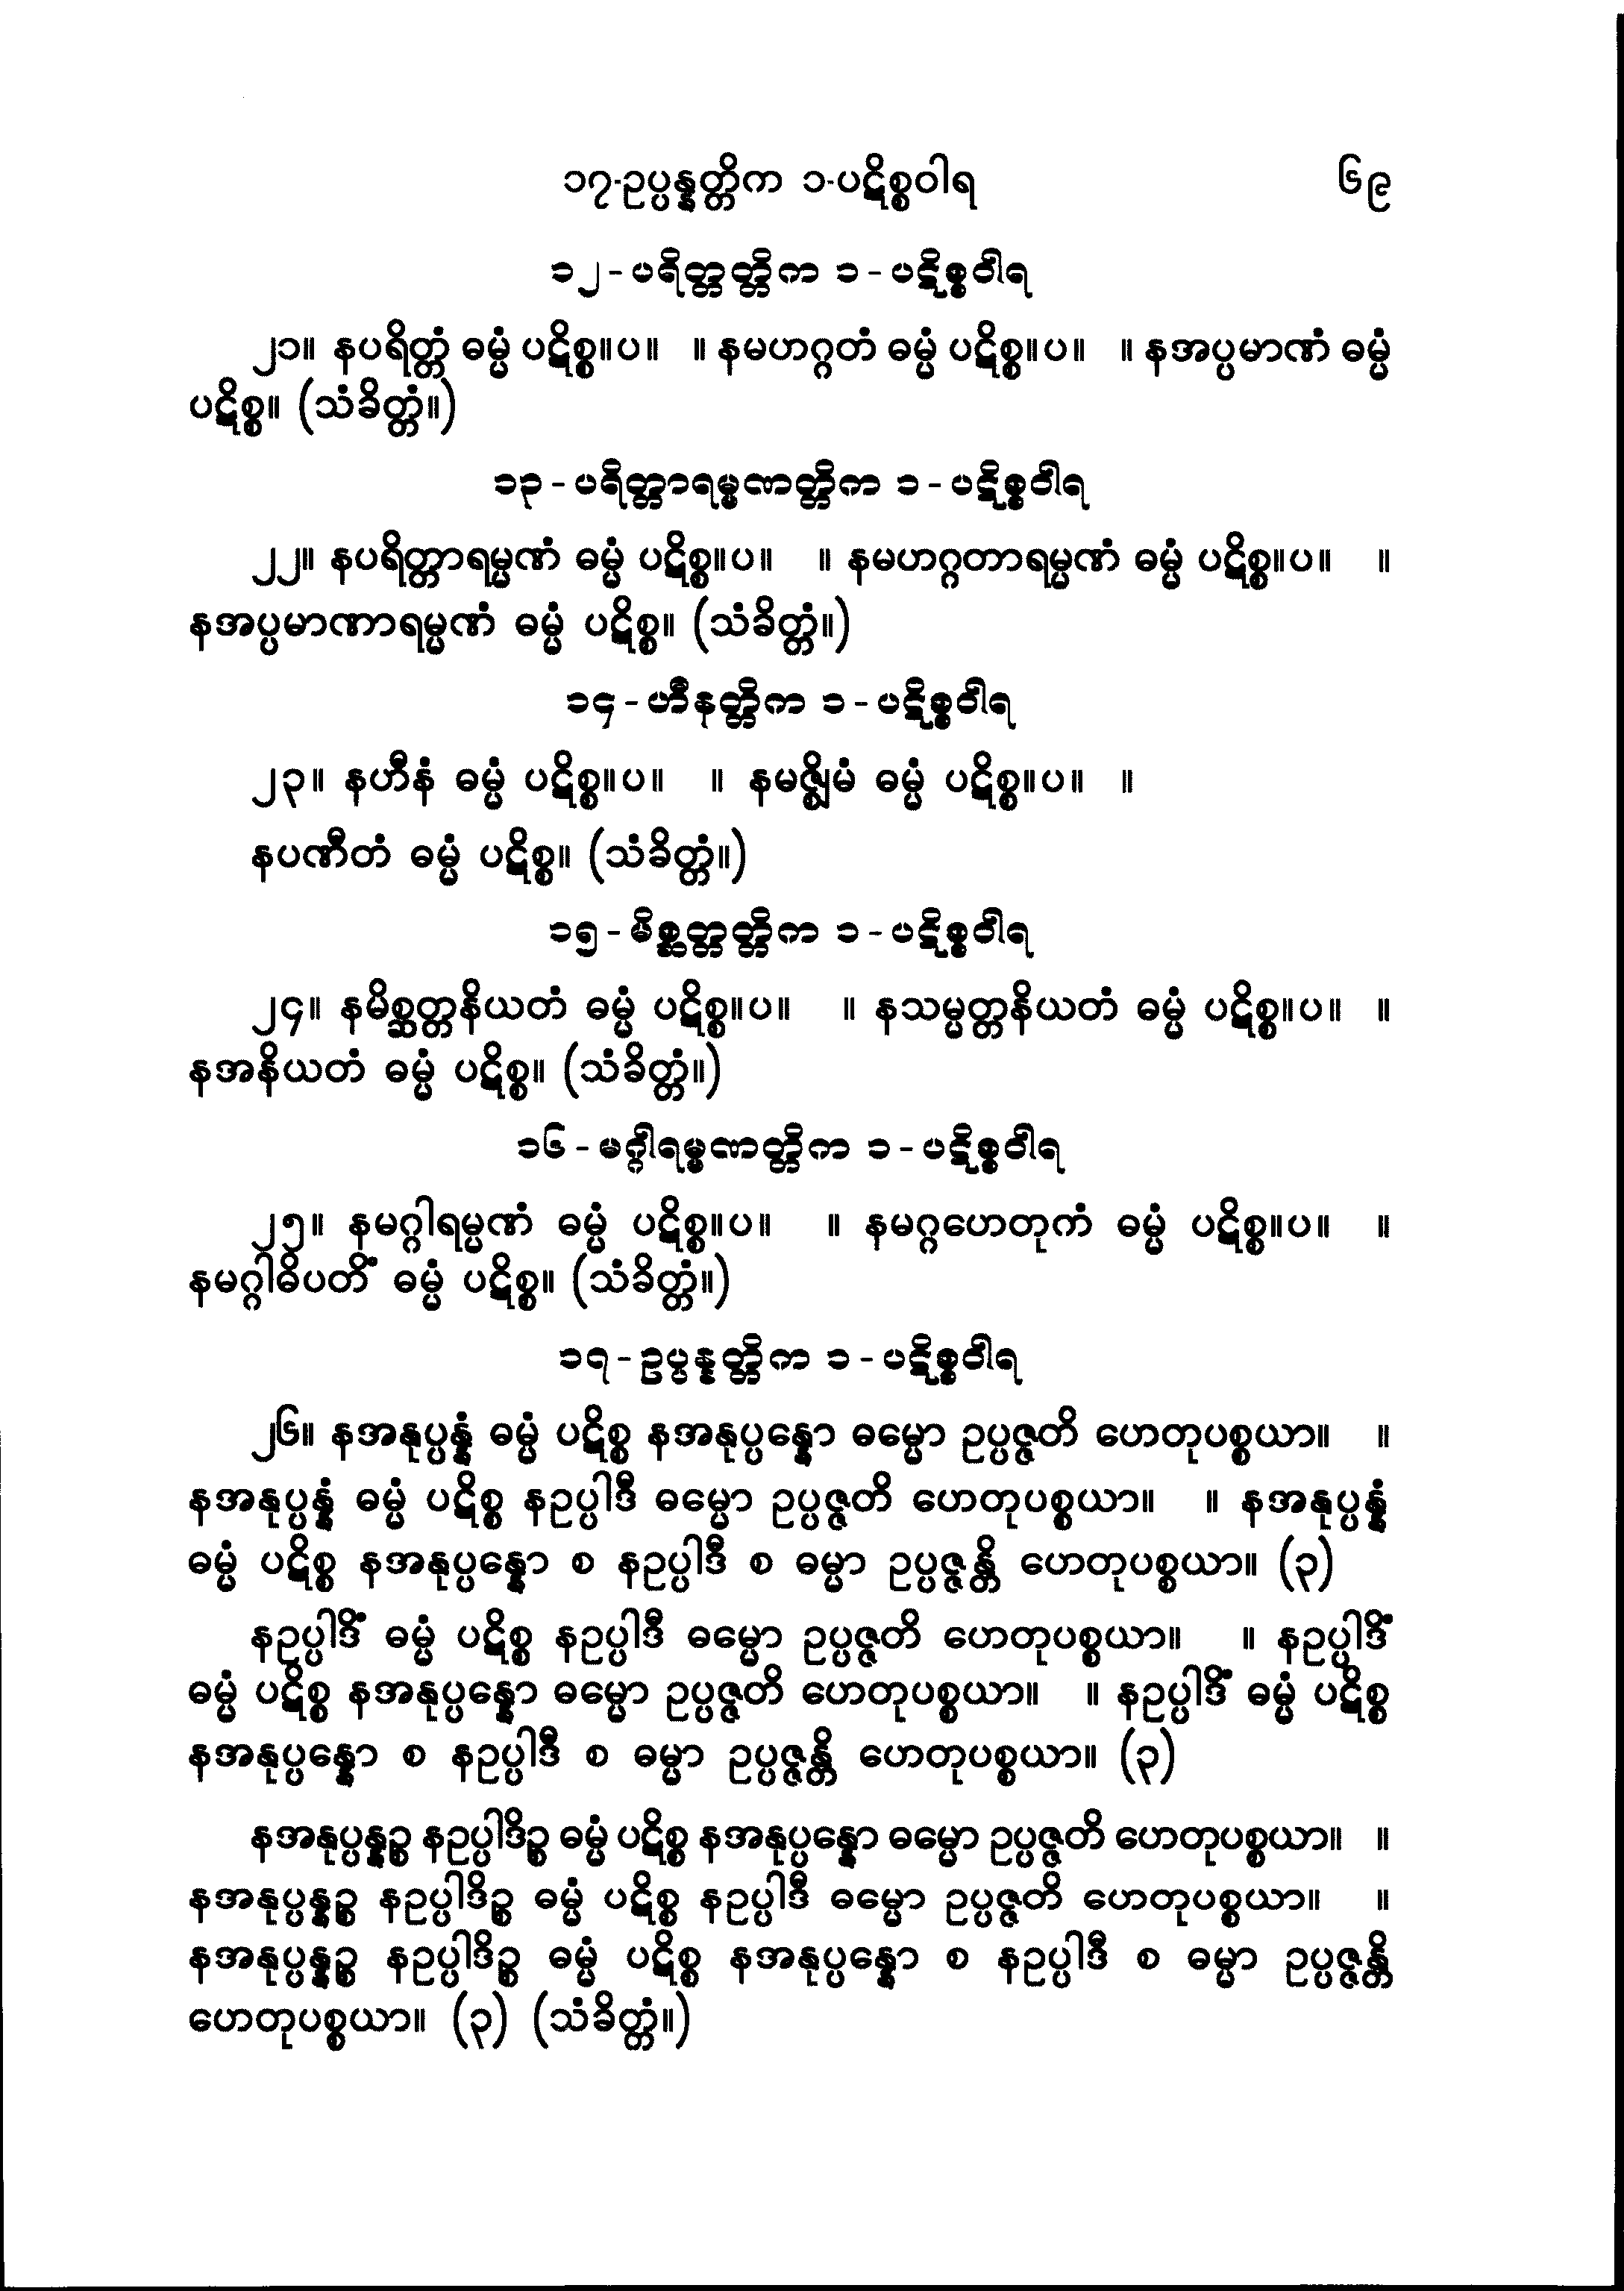 ၁၇-ဥပ္ပန္နတ္တိက ၁-ပဋိစ္စဝါရ ၆၉
၁၂-ပရိတ္တတ္တိက ၁-ပဋိစ္စဝါရ
၂၁။ နပရိတ္တံ ဓမ္မံ ပဋိစ္စ။ပ။ ။ နမဟဂ္ဂတံ ဓမ္မံ ပဋိစ္စ။ပ။ ။ နအပ္ပမာဏံ ဓမ္မံ
ပဋိစ္စ။ (သံခိတ္တံ။)
၁၃-ပရိတ္တာရမ္မဏတ္တိက ၁-ပဋိစ္စဝါရ
၂၂။ နပရိတ္တာရမ္မဏံ ဓမ္မံ ပဋိစ္စ။ပ။ ။ နမဟဂ္ဂတာရမ္မဏံ ဓမ္မံ ပဋိစ္စ။ပ။ ။
နအပ္ပမာဏာရမ္မဏံ ဓမ္မံ ပဋိစ္စ။ (သံခိတ္တံ။)
၁၄-ဟီနတ္တိက ၁-ပဋိစ္စဝါရ
၂၃။ နဟီနံ ဓမ္မံ ပဋိစ္စ။ပ။ ။ နမဇ္ဈိမံ ဓမ္မံ ပဋိစ္စ။ပ။ ။
နပဏီတံ ဓမ္မံ ပဋိစ္စ။ (သံခိတ္တံ။)
၁၅-မိစ္ဆတ္တတ္တိက ၁-ပဋိစ္စဝါရ
၂၄။ နမိစ္ဆတ္တနိယတံ ဓမ္မံ ပဋိစ္စ။ပ။ ။ နသမ္မတ္တနိယတံ ဓမ္မံ ပဋိစ္စ။ပ။ ။
နအနိယတံ ဓမ္မံ ပဋိစ္စ။ (သံခိတ္တံ။)
၁၆-မဂ္ဂါရမ္မဏတ္တိက ၁-ပဋိစ္စဝါရ
၂၅။ နမဂ္ဂါရမ္မဏံ ဓမ္မံ ပဋိစ္စ။ပ။ ။ နမဂ္ဂဟေတုကံ ဓမ္မံ ပဋိစ္စ။ပ။ ။
နမဂ္ဂါဓိပတိံ ဓမ္မံ ပဋိစ္စ။ (သံခိတ္တံ။)
၁၇-ဥပ္ပန္နတ္တိက ၁-ပဋိစ္စဝါရ
၂၆။ နအနုပ္ပန္နံ ဓမ္မံ ပဋိစ္စ နအနုပ္ပန္နော ဓမ္မော ဥပ္ပဇ္ဇတိ ဟေတုပစ္စယာ။ ။
နအနုပ္ပန္နံ ဓမ္မံ ပဋိစ္စ နဥပ္ပါဒီ ဓမ္မော ဥပ္ပဇ္ဇတိ ဟေတုပစ္စယာ။ ။ နအနုပ္ပန္နံ
ဓမ္မံ ပဋိစ္စ နအနုပ္ပန္နော စ နဥပ္ပါဒီ စ ဓမ္မာ ဥပ္ပဇ္ဇန္တိ ဟေတုပစ္စယာ။ (၃)
နဥပ္ပါဒိံ ဓမ္မံ ပဋိစ္စ နဥပ္ပါဒီ ဓမ္မော ဥပ္ပဇ္ဇတိ ဟေတုပစ္စယာ။ ။ နဥပ္ပါဒိံ
ဓမ္မံ ပဋိစ္စ နအနုပ္ပန္နော ဓမ္မော ဥပ္ပဇ္ဇတိ ဟေတုပစ္စယာ။ ။ နဥပ္ပါဒိံ ဓမ္မံ ပဋိစ္စ
နအနုပ္ပန္နော စ နဥပ္ပါဒီ စ ဓမ္မာ ဥပ္ပဇ္ဇန္တိ ဟေတုပစ္စယာ။ (၃)
နအနုပ္ပန္နဉ္စ နဥပ္ပါဒိဉ္စ ဓမ္မံ ပဋိစ္စ နအနုပ္ပန္နော ဓမ္မော ဥပ္ပဇ္ဇတိ ဟေတုပစ္စယာ။ ။
နအနုပ္ပန္နဉ္စ နဥပ္ပါဒိဉ္စ ဓမ္မံ ပဋိစ္စ နဥပ္ပါဒီ ဓမ္မော ဥပ္ပဇ္ဇတိ ဟေတုပစ္စယာ။ ။
နအနုပ္ပန္နဉ္စ နဥပ္ပါဒိဉ္စ ဓမ္မံ ပဋိစ္စ နအနုပ္ပန္နော စ နဥပ္ပါဒီ စ ဓမ္မာ ဥပ္ပဇ္ဇန္တိ
ဟေတုပစ္စယာ။ (၃) (သံခိတ္တံ။)